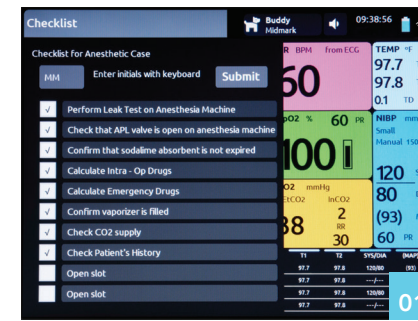 Checklist
Buddy
Midmark
09:38:56
Checklist for Anesthetic Case
MM
Enter initials with keyboard
Submit
√ Perform Leak Test on Anesthesia Machine
√ Check that APL valve is open on anesthesia machine
√ Confirm that sodalime absorbent is not expired
√ Calculate Intra - Op Drugs
√ Calculate Emergency Drugs
√ Confirm vaporizer is filled
√ Check CO2 supply
√ Check Patient's History
Open slot
Open slot
R BPM from ECG
60
pO2 % 60 PR
100
O2 mmHg
EtCO2 InCO2
38 2
RR
30
TEMP °F
97.7
97.8
0.1 TD
NIBP mm
Small
Manual 150
120 S
80
(93)
60 PR
T1 T2 SYS/DIA (MAP)
97.7 97.8 120/80 (93)
97.7 97.8 ---/---
97.7 97.8 120/80
97.7 97.8 ---/---
01